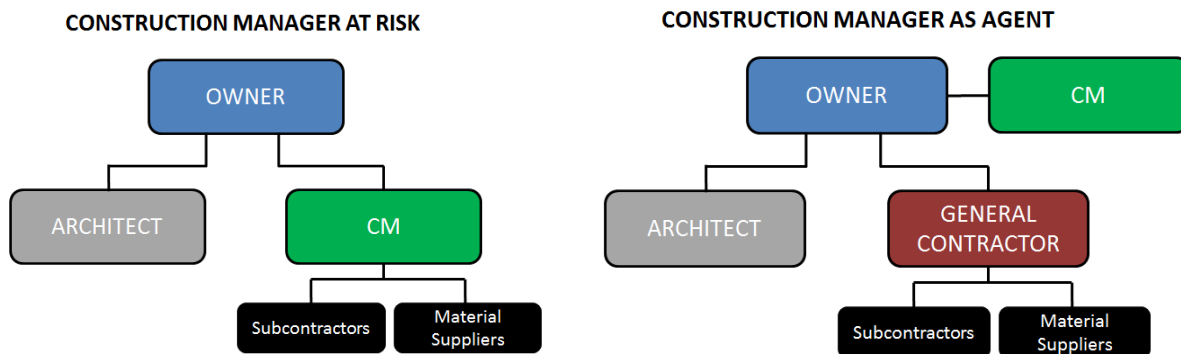 CONSTRUCTION MANAGER AT RISK
OWNER
ARCHITECT
CM
Subcontractors
Material
Suppliers
CONSTRUCTION MANAGER AS AGENT
OWNER
CM
ARCHITECT
GENERAL
CONTRACTOR
Subcontractors
Material
Suppliers